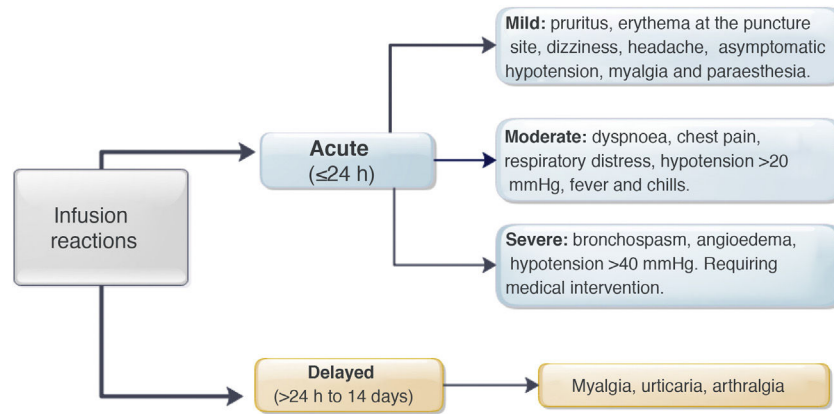 Mild: pruritus, erythema at the puncture
site, dizziness, headache, asymptomatic
hypotension, myalgia and paraesthesia.
Acute
(≤24 h)
Moderate: dyspnoea, chest pain,
respiratory distress, hypotension >20
mmHg, fever and chills.
Infusion
reactions
Severe: bronchospasm, angioedema,
hypotension >40 mmHg. Requiring
medical intervention.
Delayed
(>24 h to 14 days)
Myalgia, urticaria, arthralgia